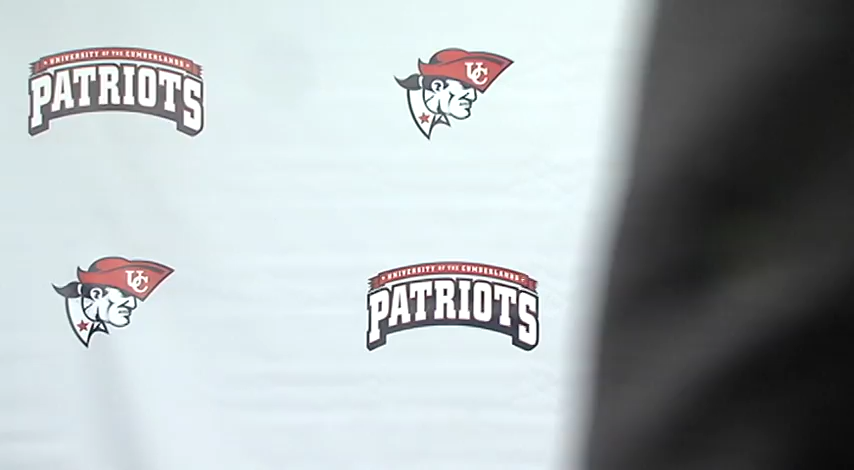 UNIVERSITY OF THE CUMBERLANDS
PATRIOTS
UC
UC
UNIVERSITY OF THE CUMBERLANDS
PATRIOTS